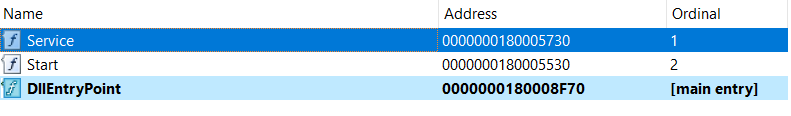 Name Address Ordinal
Service 0000000180005730 1
Start 0000000180005530 2
DllEntryPoint 0000000180008F70 [main entry]